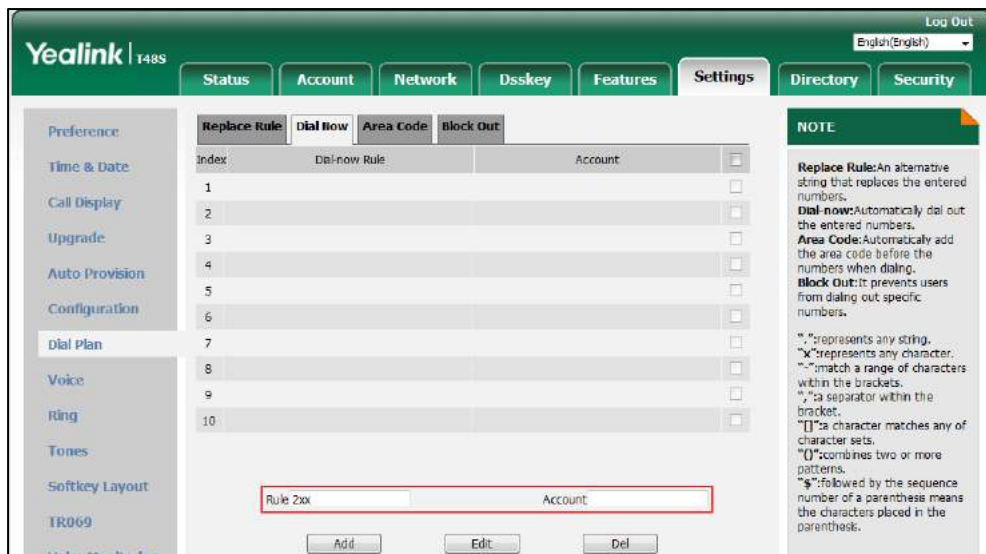 Log Out
Yealink | T48S
English(English)
Status Account Network Dsskey Features Settings Directory Security
Preference
Time & Date
Call Display
Upgrade
Auto Provision
Configuration
Dial Plan
Voice
Ring
Tones
Softkey Layout
TR069
Replace Rule Dial Now Area Code Block Out
Index Dial-now Rule Account
1
2
3
4
5
6
7
8
9
10
Rule 2xx Account
Add Edit Del
NOTE
Replace Rule:An alternative
string that replaces the entered
numbers.
Dial-now:Automatically dial out
the entered numbers.
Area Code:Automatically add
the area code before the
numbers when dialing.
Block Out:It prevents users
from dialing out specific
numbers.
".":represents any string.
"x":represents any character.
"-":match a range of characters
within the brackets.
",":a separator within the
bracket.
"[]":a character matches any of
character sets.
"()":combines two or more
patterns.
"$":followed by the sequence
number of a parenthesis means
the characters placed in the
parenthesis.